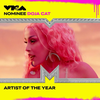 VMA NOMINEE DOJA CAT
ARTIST OF THE YEAR